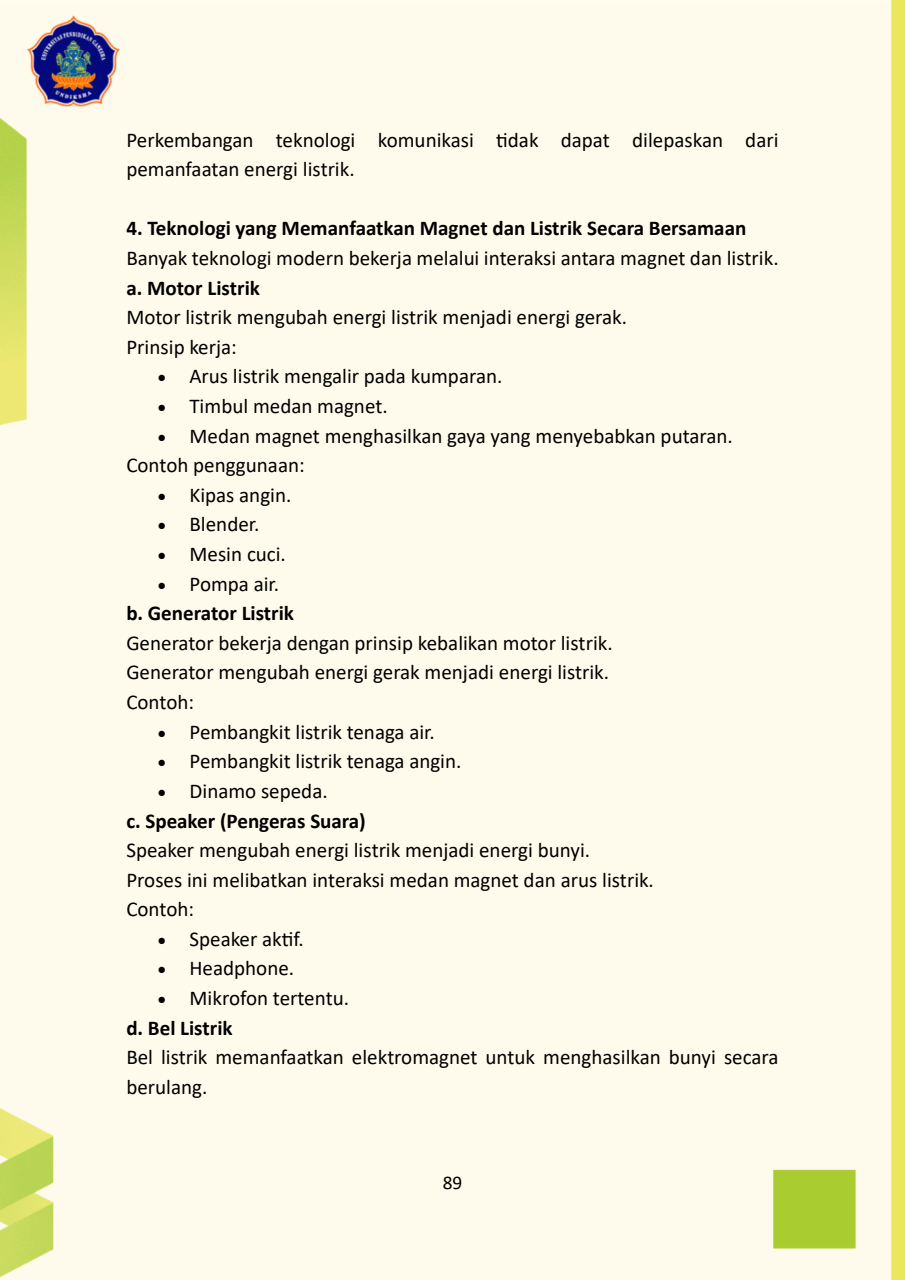 UNIVERSITAS PENDIDIKAN GANESHA
UNDIKSHA
Perkembangan teknologi komunikasi tidak dapat dilepaskan dari
pemanfaatan energi listrik.
4. Teknologi yang Memanfaatkan Magnet dan Listrik Secara Bersamaan
Banyak teknologi modern bekerja melalui interaksi antara magnet dan listrik.
a. Motor Listrik
Motor listrik mengubah energi listrik menjadi energi gerak.
Prinsip kerja:
• Arus listrik mengalir pada kumparan.
• Timbul medan magnet.
• Medan magnet menghasilkan gaya yang menyebabkan putaran.
Contoh penggunaan:
• Kipas angin.
• Blender.
• Mesin cuci.
• Pompa air.
b. Generator Listrik
Generator bekerja dengan prinsip kebalikan motor listrik.
Generator mengubah energi gerak menjadi energi listrik.
Contoh:
• Pembangkit listrik tenaga air.
• Pembangkit listrik tenaga angin.
• Dinamo sepeda.
c. Speaker (Pengeras Suara)
Speaker mengubah energi listrik menjadi energi bunyi.
Proses ini melibatkan interaksi medan magnet dan arus listrik.
Contoh:
• Speaker aktif.
• Headphone.
• Mikrofon tertentu.
d. Bel Listrik
Bel listrik memanfaatkan elektromagnet untuk menghasilkan bunyi secara
berulang.
89